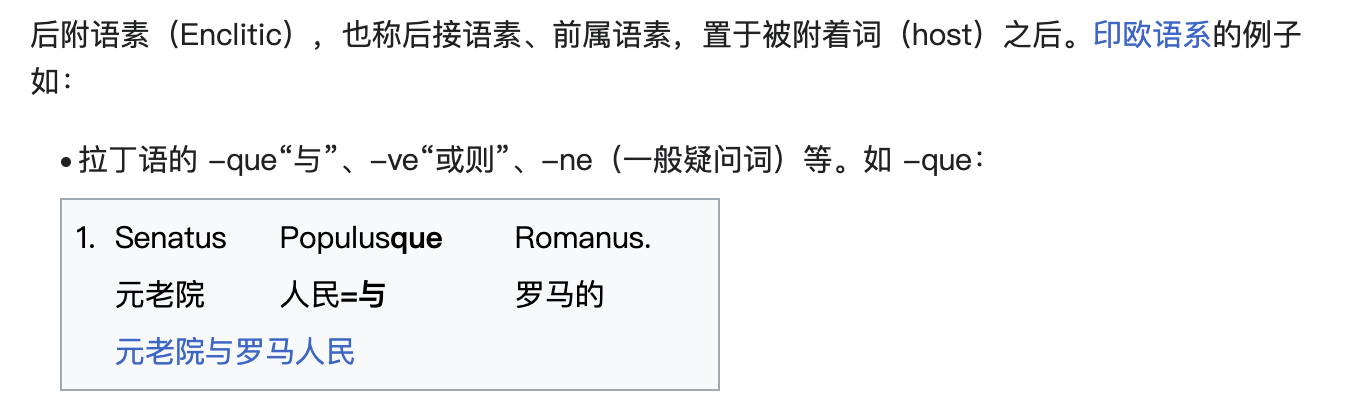 后附语素（Enclitic），也称后接语素、前属语素，置于被附着词（host）之后。印欧语系的例子
如：
•拉丁语的 –que“与”、–ve“或则”、–ne（一般疑问词）等。如 –que：
1. Senatus Populusque Romanus.
元老院 人民=与 罗马的
元老院与罗马人民